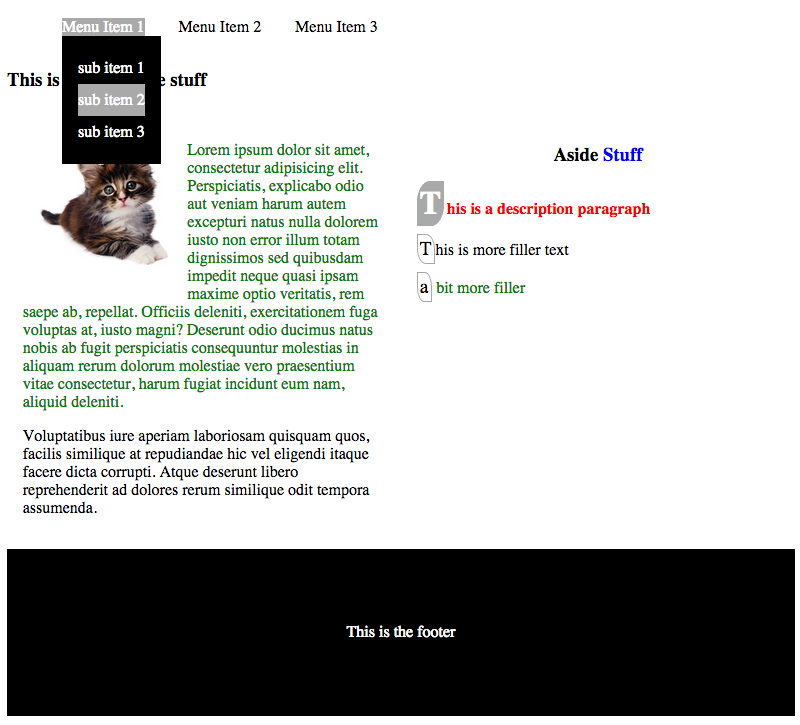 Menu Item 1 Menu Item 2 Menu Item 3
sub item 1
This is e stuff
sub item 2
sub item 3
Lorem ipsum dolor sit amet,
consectetur adipisicing elit.
Perspiciatis, explicabo odio
aut veniam harum autem
excepturi natus nulla dolorem
iusto non error illum totam
dignissimos sed quibusdam
impedit neque quasi ipsam
maxime optio veritatis, rem
saepe ab, repellat. Officiis deleniti, exercitationem fuga
voluptas at, iusto magni? Deserunt odio ducimus natus
nobis ab fugit perspiciatis consequuntur molestias in
aliquam rerum dolorum molestiae vero praesentium
vitae consectetur, harum fugiat incidunt eum nam,
aliquid deleniti.
Voluptatibus iure aperiam laboriosam quisquam quos,
facilis similique at repudiandae hic vel eligendi itaque
facere dicta corrupti. Atque deserunt libero
reprehenderit ad dolores rerum similique odit tempora
assumenda.
Aside Stuff
This is a description paragraph
This is more filler text
a bit more filler
This is the footer